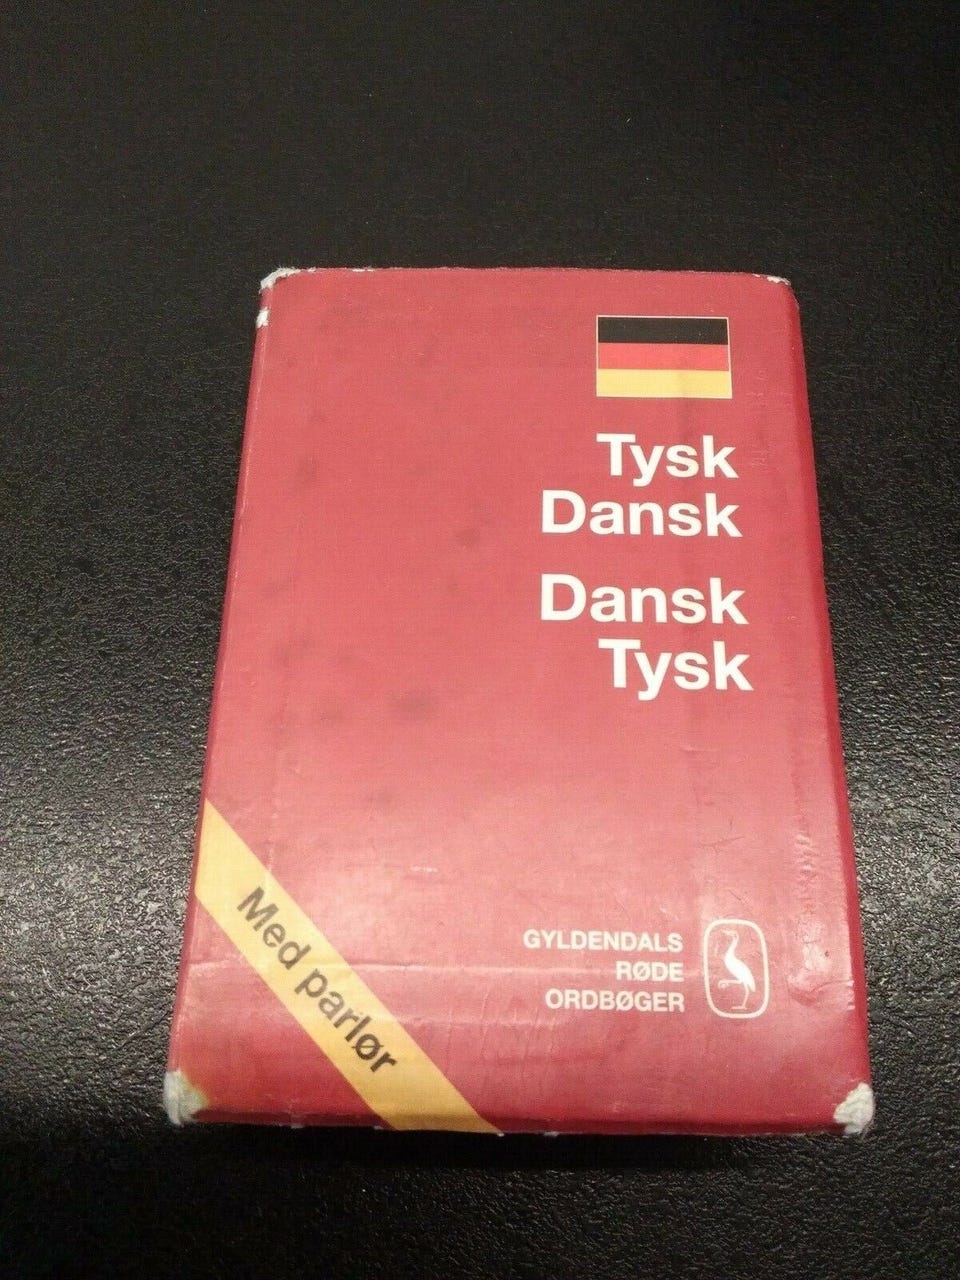 Tysk
Dansk
Dansk
Tysk
Med parlør
GYLDENDALS
RØDE
ORDBØGER